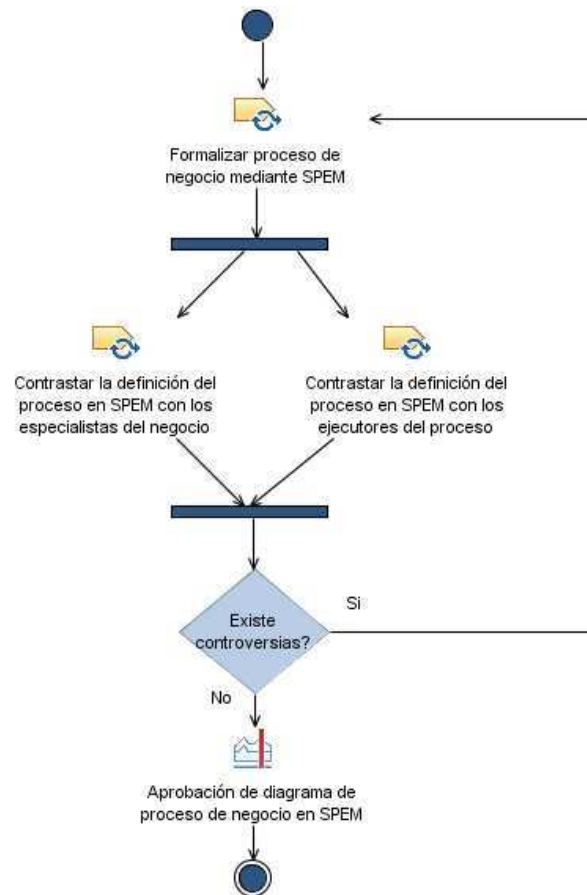 Formalizar proceso de
negocio mediante SPEM
Contrastar la definición del
proceso en SPEM con los
especialistas del negocio
Contrastar la definición del
proceso en SPEM con los
ejecutores del proceso
Existe
controversias?
Si
No
Aprobación de diagrama de
proceso de negocio en SPEM